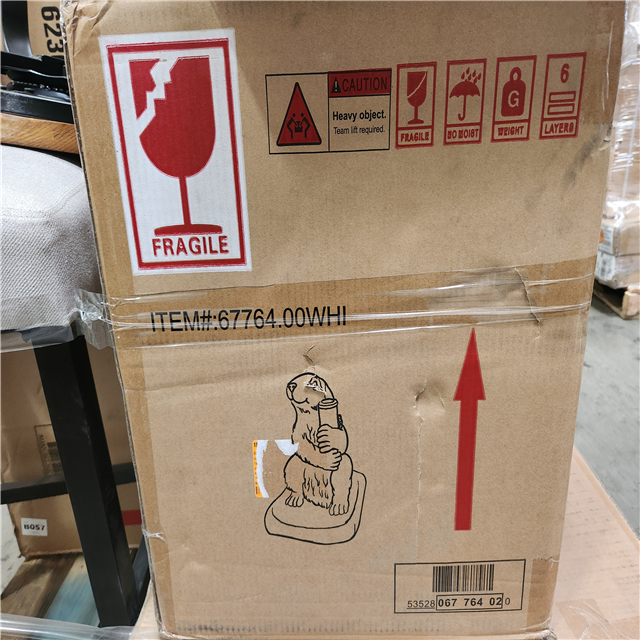 623
FRAGILE
CAUTION
Heavy object.
Team lift required.
FRAGILE
DO MOIST
G
WEIGHT
6
LAYERS
ITEM#:67764.00WHI
B057
53528 067 764 02 0